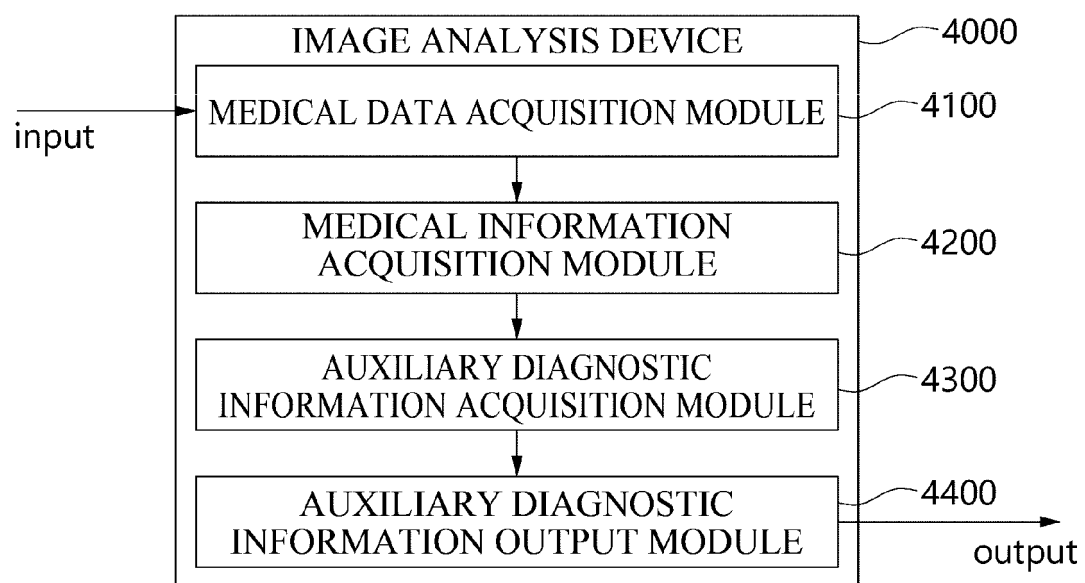 IMAGE ANALYSIS DEVICE
4000
input
MEDICAL DATA ACQUISITION MODULE
4100
MEDICAL INFORMATION
ACQUISITION MODULE
4200
AUXILIARY DIAGNOSTIC
INFORMATION ACQUISITION MODULE
4300
AUXILIARY DIAGNOSTIC
INFORMATION OUTPUT MODULE
4400
output